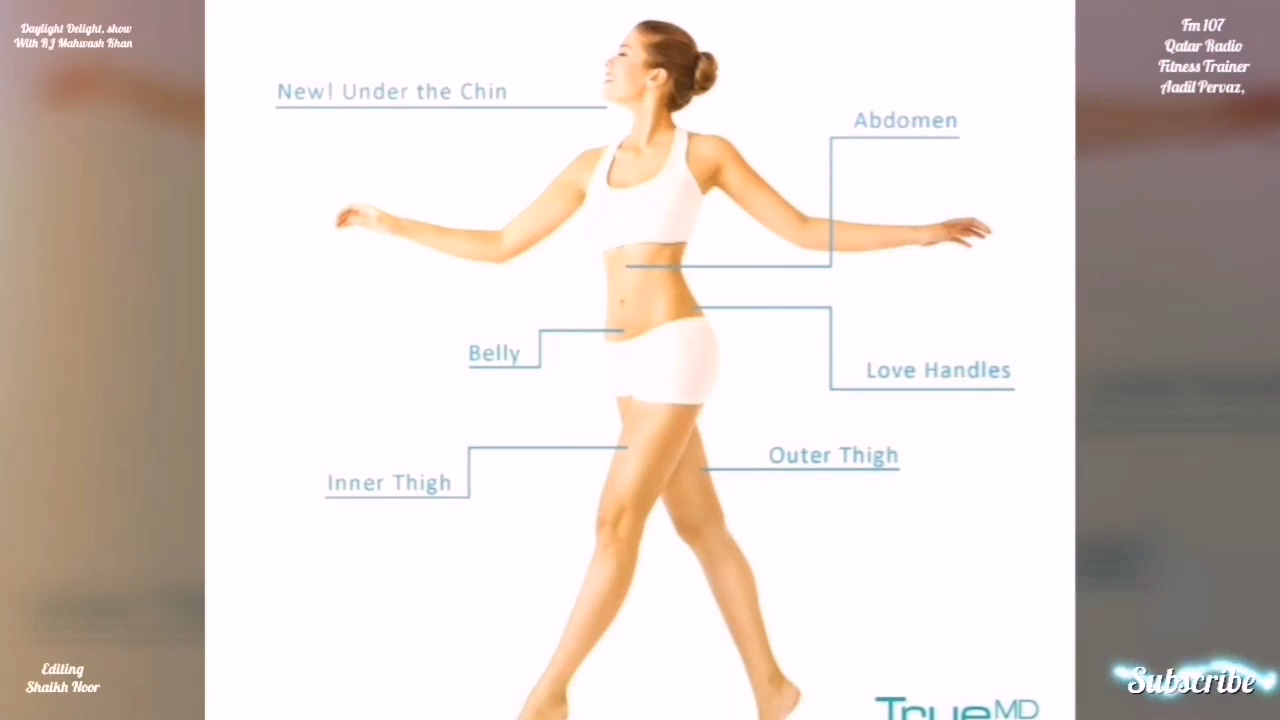 Daylight Delight, show
With RJ Mahwash Khan
Fm 107
Qatar Radio
Fitness Trainer
Aadil Pervaz,
New! Under the Chin
Abdomen
Belly
Love Handles
Inner Thigh
Outer Thigh
Editing
Shaikh Noor
Subscribe
TrueMD